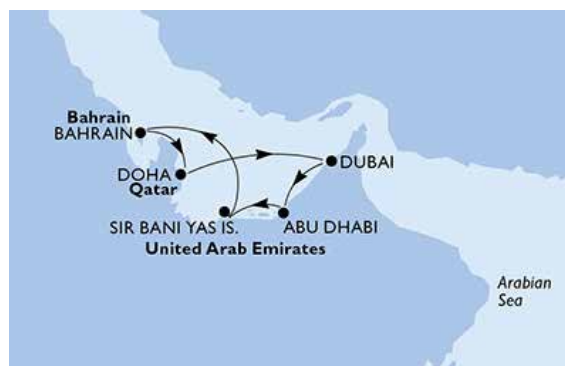 Bahrain
BAHRAIN
DOHA
Qatar
DUBAI
SIR BANI YAS IS.
ABU DHABI
United Arab Emirates
Arabian
Sea